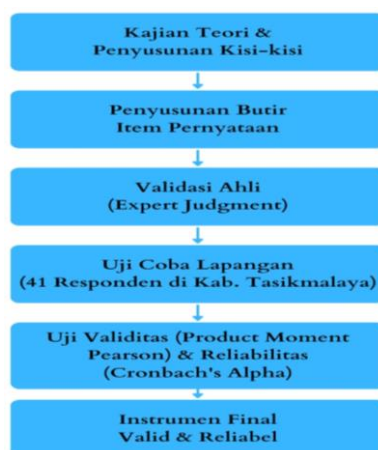 Kajian Teori &
Penyusunan Kisi-kisi
Penyusunan Butir
Item Pernyataan
Validasi Ahli
(Expert Judgment)
Uji Coba Lapangan
(41 Responden di Kab. Tasikmalaya)
Uji Validitas (Product Moment
Pearson) & Reliabilitas
(Cronbach's Alpha)
Instrumen Final
Valid & Reliabel